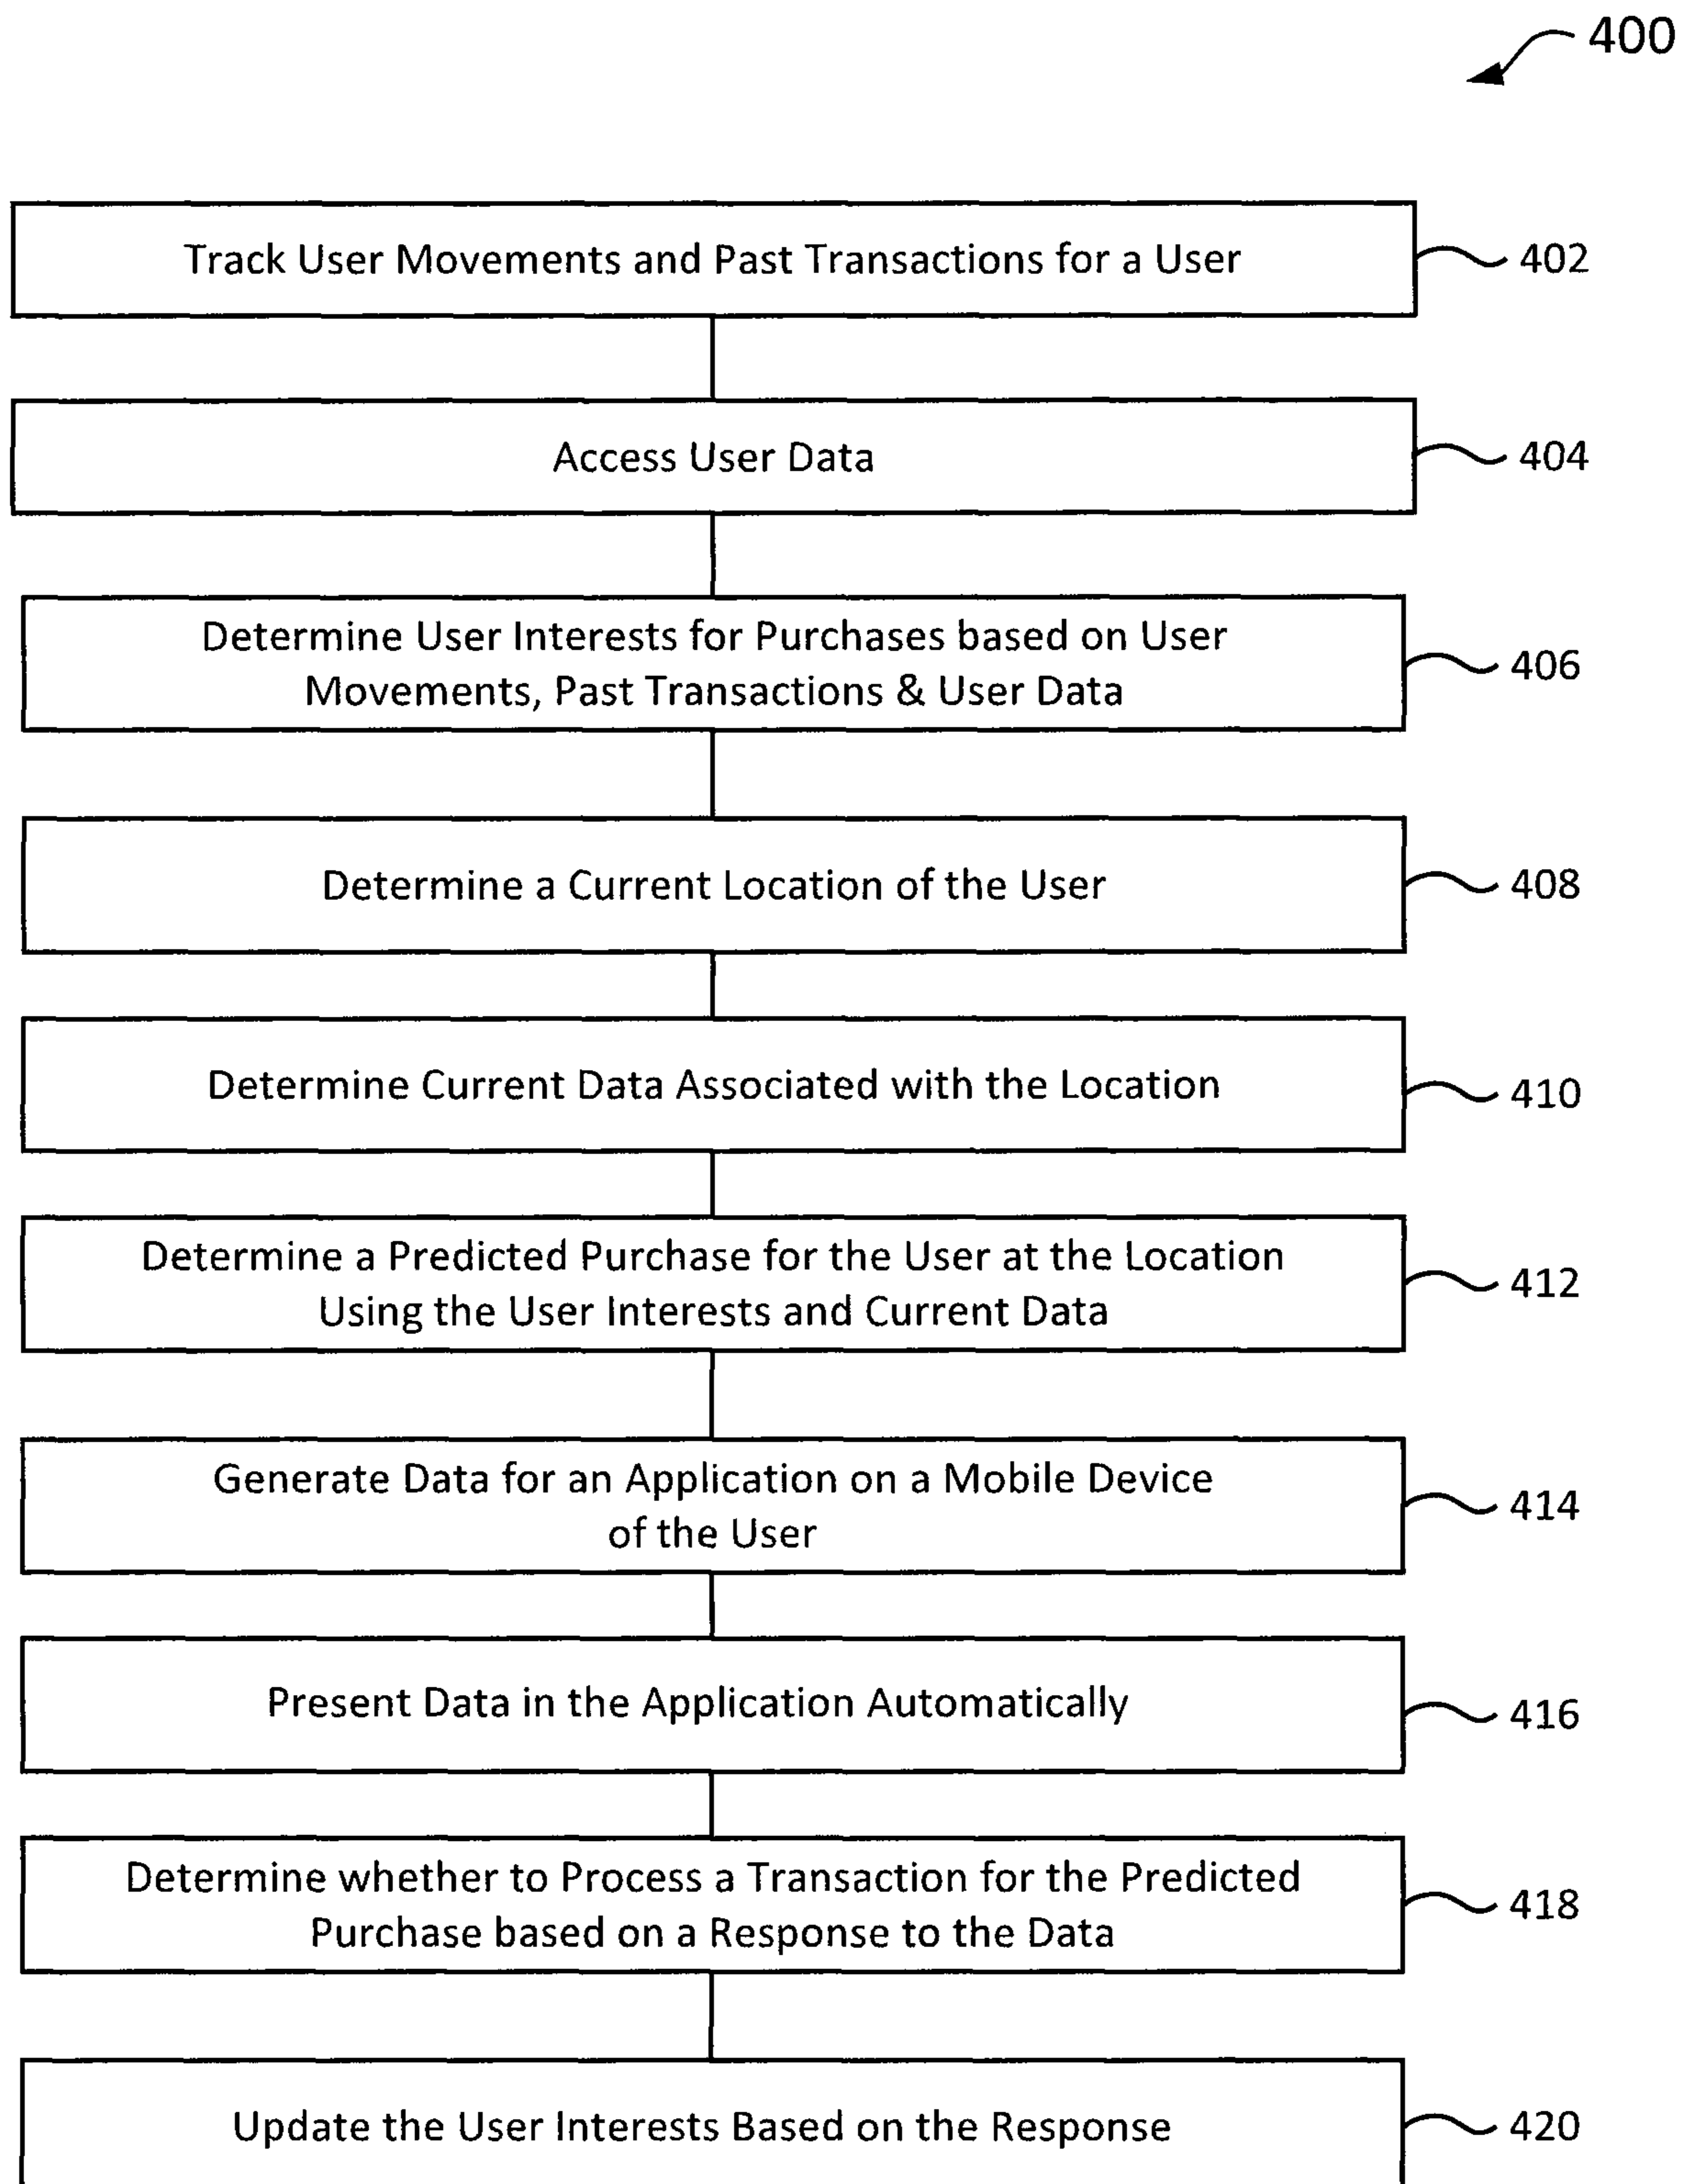 400
Track User Movements and Past Transactions for a User
402
Access User Data
404
Determine User Interests for Purchases based on User
Movements, Past Transactions & User Data
406
Determine a Current Location of the User
408
Determine Current Data Associated with the Location
410
Determine a Predicted Purchase for the User at the Location
Using the User Interests and Current Data
412
Generate Data for an Application on a Mobile Device
of the User
414
Present Data in the Application Automatically
416
Determine whether to Process a Transaction for the Predicted
Purchase based on a Response to the Data
418
Update the User Interests Based on the Response
420